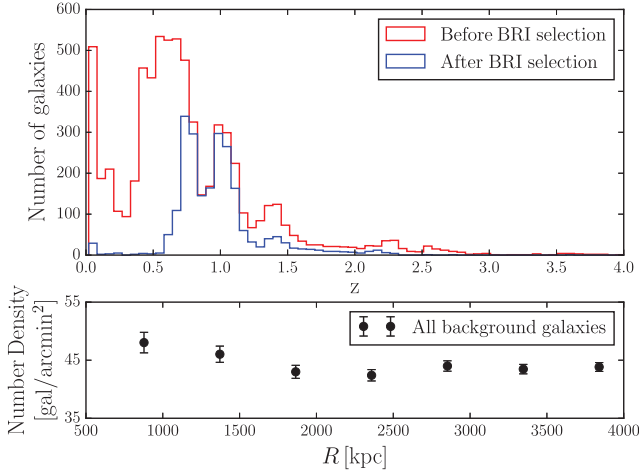 600
500
400
300
200
100
0
Number of galaxies
Before BRI selection
After BRI selection
0.0 0.5 1.0 1.5 2.0 2.5 3.0 3.5 4.0
z
55
45
35
Number Density
[gal/arcmin²]
All background galaxies
500 1000 1500 2000 2500 3000 3500 4000
R [kpc]